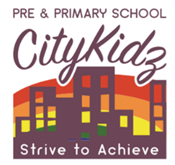 PRE & PRIMARY SCHOOL
CityKidz
Strive to Achieve